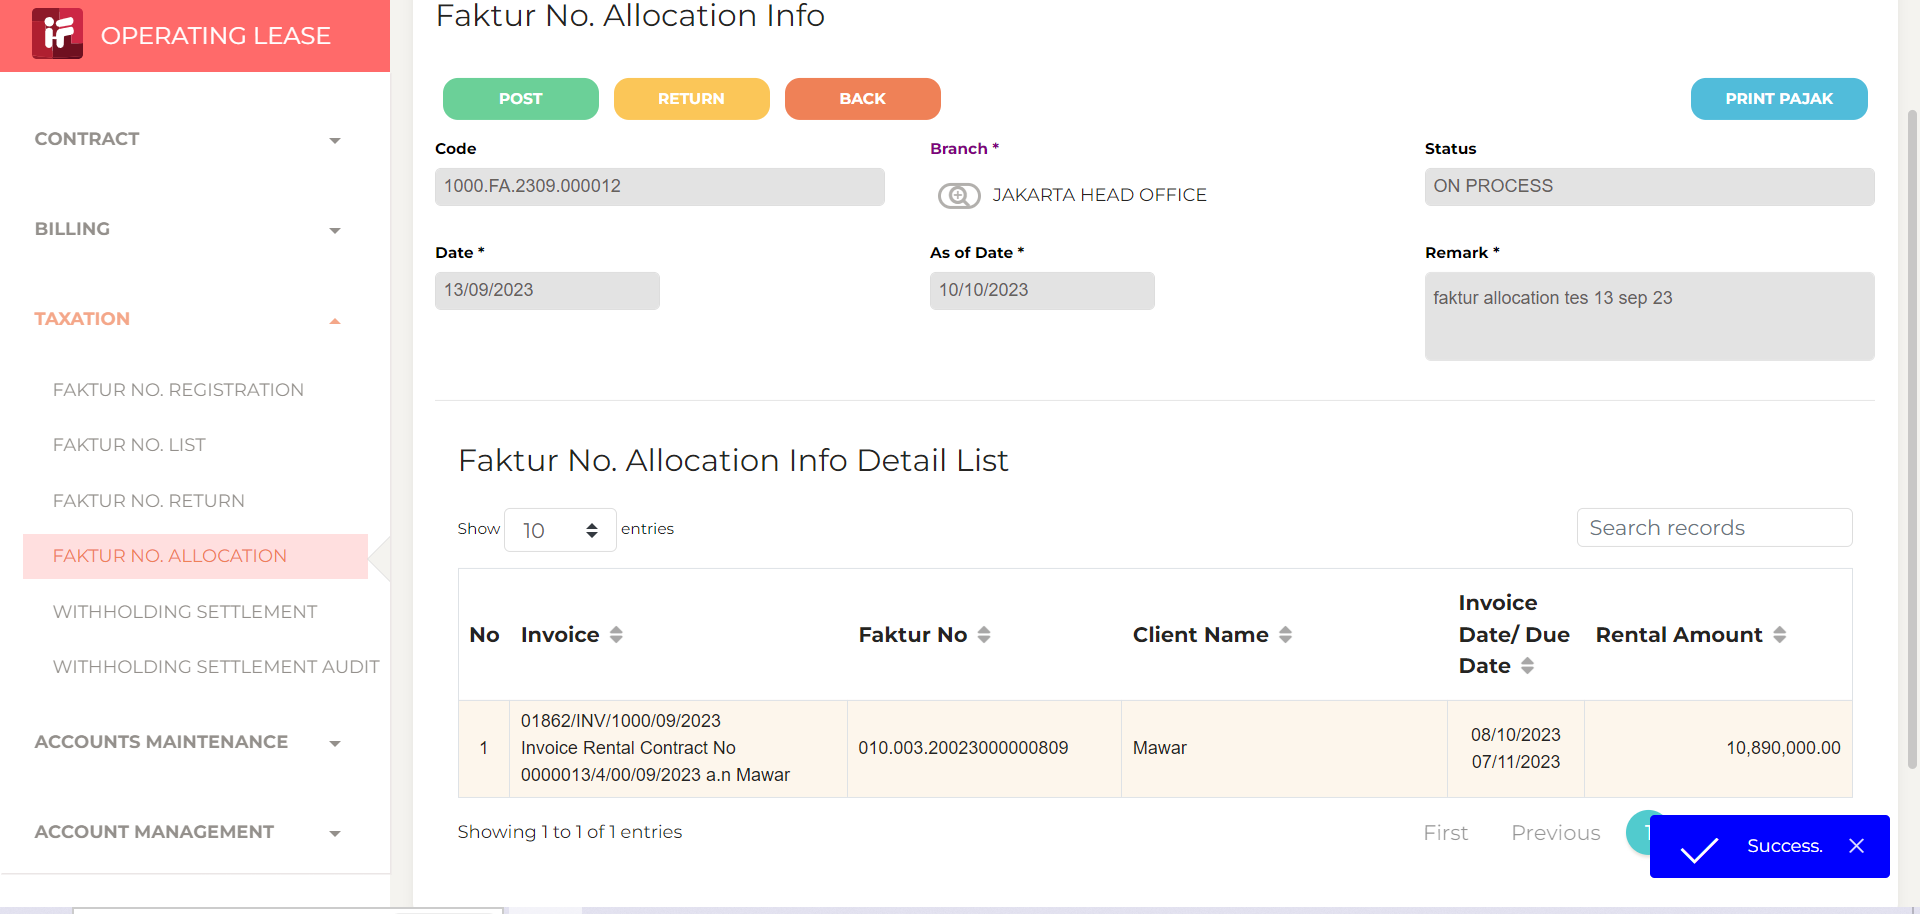 iF OPERATING LEASE
CONTRACT
BILLING
TAXATION
FAKTUR NO. REGISTRATION
FAKTUR NO. LIST
FAKTUR NO. RETURN
FAKTUR NO. ALLOCATION
WITHHOLDING SETTLEMENT
WITHHOLDING SETTLEMENT AUDIT
ACCOUNTS MAINTENANCE
ACCOUNT MANAGEMENT
Faktur No. Allocation Info
POST RETURN BACK PRINT PAJAK
Code Branch * Status
1000.FA.2309.000012 JAKARTA HEAD OFFICE ON PROCESS
Date * As of Date * Remark *
13/09/2023 10/10/2023 faktur allocation tes 13 sep 23
Faktur No. Allocation Info Detail List
Show 10 entries Search records
No Invoice Faktur No Client Name Invoice Date/ Due Date Rental Amount
1 01862/INV/1000/09/2023 Invoice Rental Contract No 0000013/4/00/09/2023 a.n Mawar 010.003.20023000000809 Mawar 08/10/2023 07/11/2023 10,890,000.00
Showing 1 to 1 of 1 entries First Previous 1
Success.